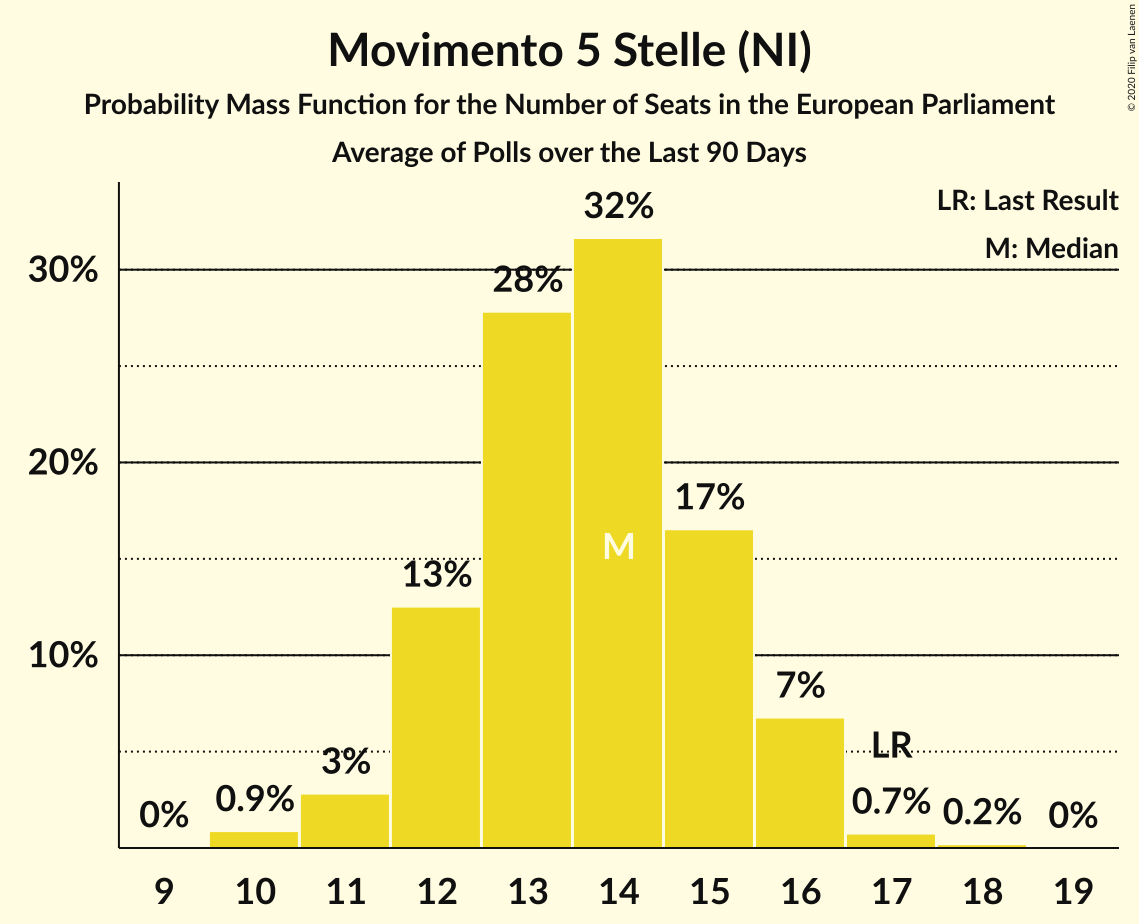 Movimento 5 Stelle (NI)
Probability Mass Function for the Number of Seats in the European Parliament
Average of Polls over the Last 90 Days
© 2020 Filip van Laenen
LR: Last Result
M: Median
30%
20%
10%
0%
0.9%
3%
13%
28%
32%
M
17%
7%
LR
0.7%
0.2%
0%
9 10 11 12 13 14 15 16 17 18 19